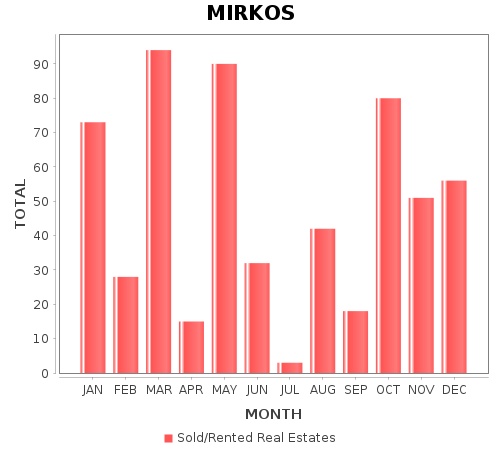 MIRKOS
TOTAL
90
80
70
60
50
40
30
20
10
0
JAN FEB MAR APR MAY JUN JUL AUG SEP OCT NOV DEC
MONTH
Sold/Rented Real Estates